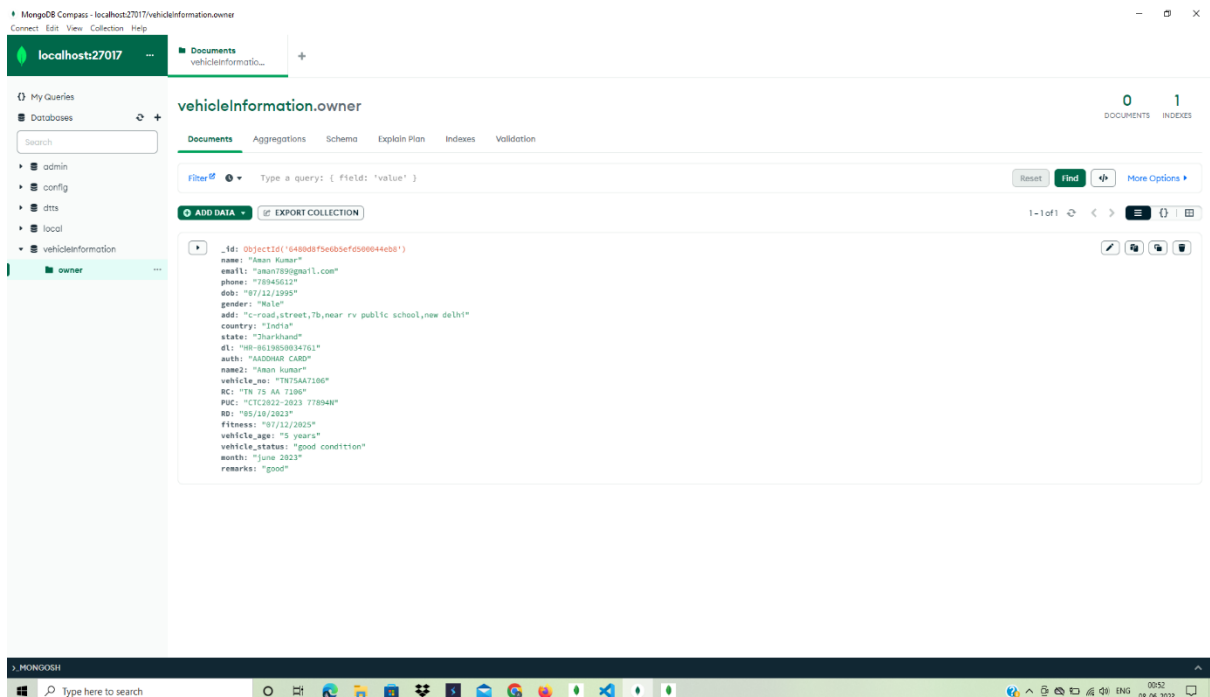 MongoDB Compass - localhost:27017/vehicleInformation.owner
Connect Edit View Collection Help
localhost:27017 ...
Documents
vehicleInformatio...
+
{} My Queries
Databases
Search
admin
config
dtts
local
vehicleInformation
owner ...
vehicleInformation.owner
0
DOCUMENTS
1
INDEXES
Documents Aggregations Schema Explain Plan Indexes Validation
Filter Type a query: { field: 'value' }
Reset Find </> More Options
ADD DATA EXPORT COLLECTION
1-1 of 1
_id: ObjectId('6480d8f5e6b5efd500644eb8')
name: "Aman Kumar"
email: "aman789@gmail.com"
phone: "78945612"
dob: "07/12/1995"
gender: "Male"
add: "c-road,street,7b,near rv public school,new delhi"
country: "India"
state: "Jharkhand"
dl: "HR-0619850034761"
auth: "AADDHAR CARD"
name2: "Aman kumar"
vehicle_no: "TN75AA7106"
RC: "TN 75 AA 7106"
PUC: "CTC2022-2023 77894N"
RD: "05/10/2023"
fitness: "07/12/2025"
vehicle_age: "5 years"
vehicle_status: "good condition"
month: "june 2023"
remarks: "good"
>_MONGOSH
Type here to search
ENG
00:52
08-06-2023